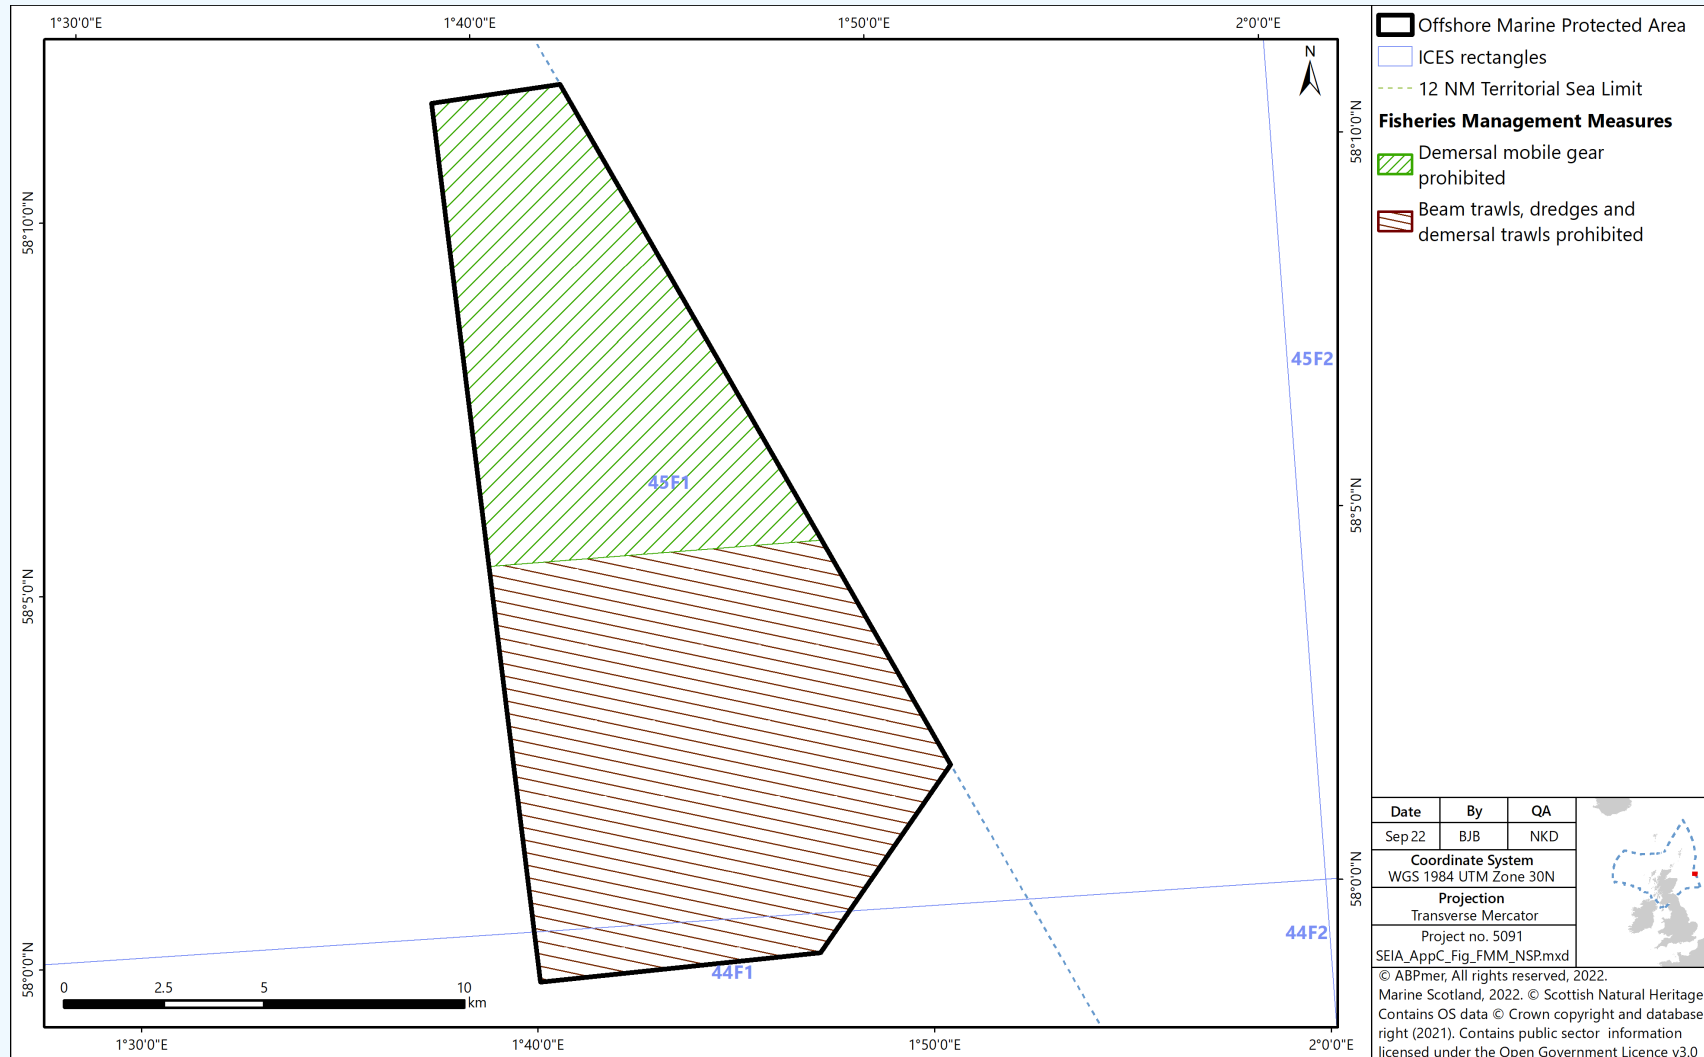 1°30'0"E
1°40'0"E
1°50'0"E
2°0'0"E
N
58°10'0"N
58°10'0"N
45F2
45F1
58°5'0"N
58°5'0"N
58°0'0"N
44F2
58°0'0"N
44F1
0 2.5 5 10
km
1°30'0"E
1°40'0"E
1°50'0"E
2°0'0"E
Offshore Marine Protected Area
ICES rectangles
12 NM Territorial Sea Limit
Fisheries Management Measures
Demersal mobile gear
prohibited
Beam trawls, dredges and
demersal trawls prohibited
Date By QA
Sep 22 BJB NKD
Coordinate System
WGS 1984 UTM Zone 30N
Projection
Transverse Mercator
Project no. 5091
SEIA_AppC_Fig_FMM_NSP.mxd
© ABPmer, All rights reserved, 2022.
Marine Scotland, 2022. © Scottish Natural Heritage
Contains OS data © Crown copyright and database
right (2021). Contains public sector information
licensed under the Open Government Licence v3.0